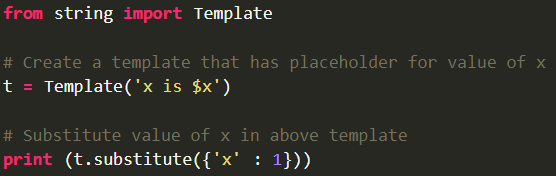 from string import Template
# Create a template that has placeholder for value of x
t = Template('x is $x')
# Substitute value of x in above template
print (t.substitute({'x' : 1}))